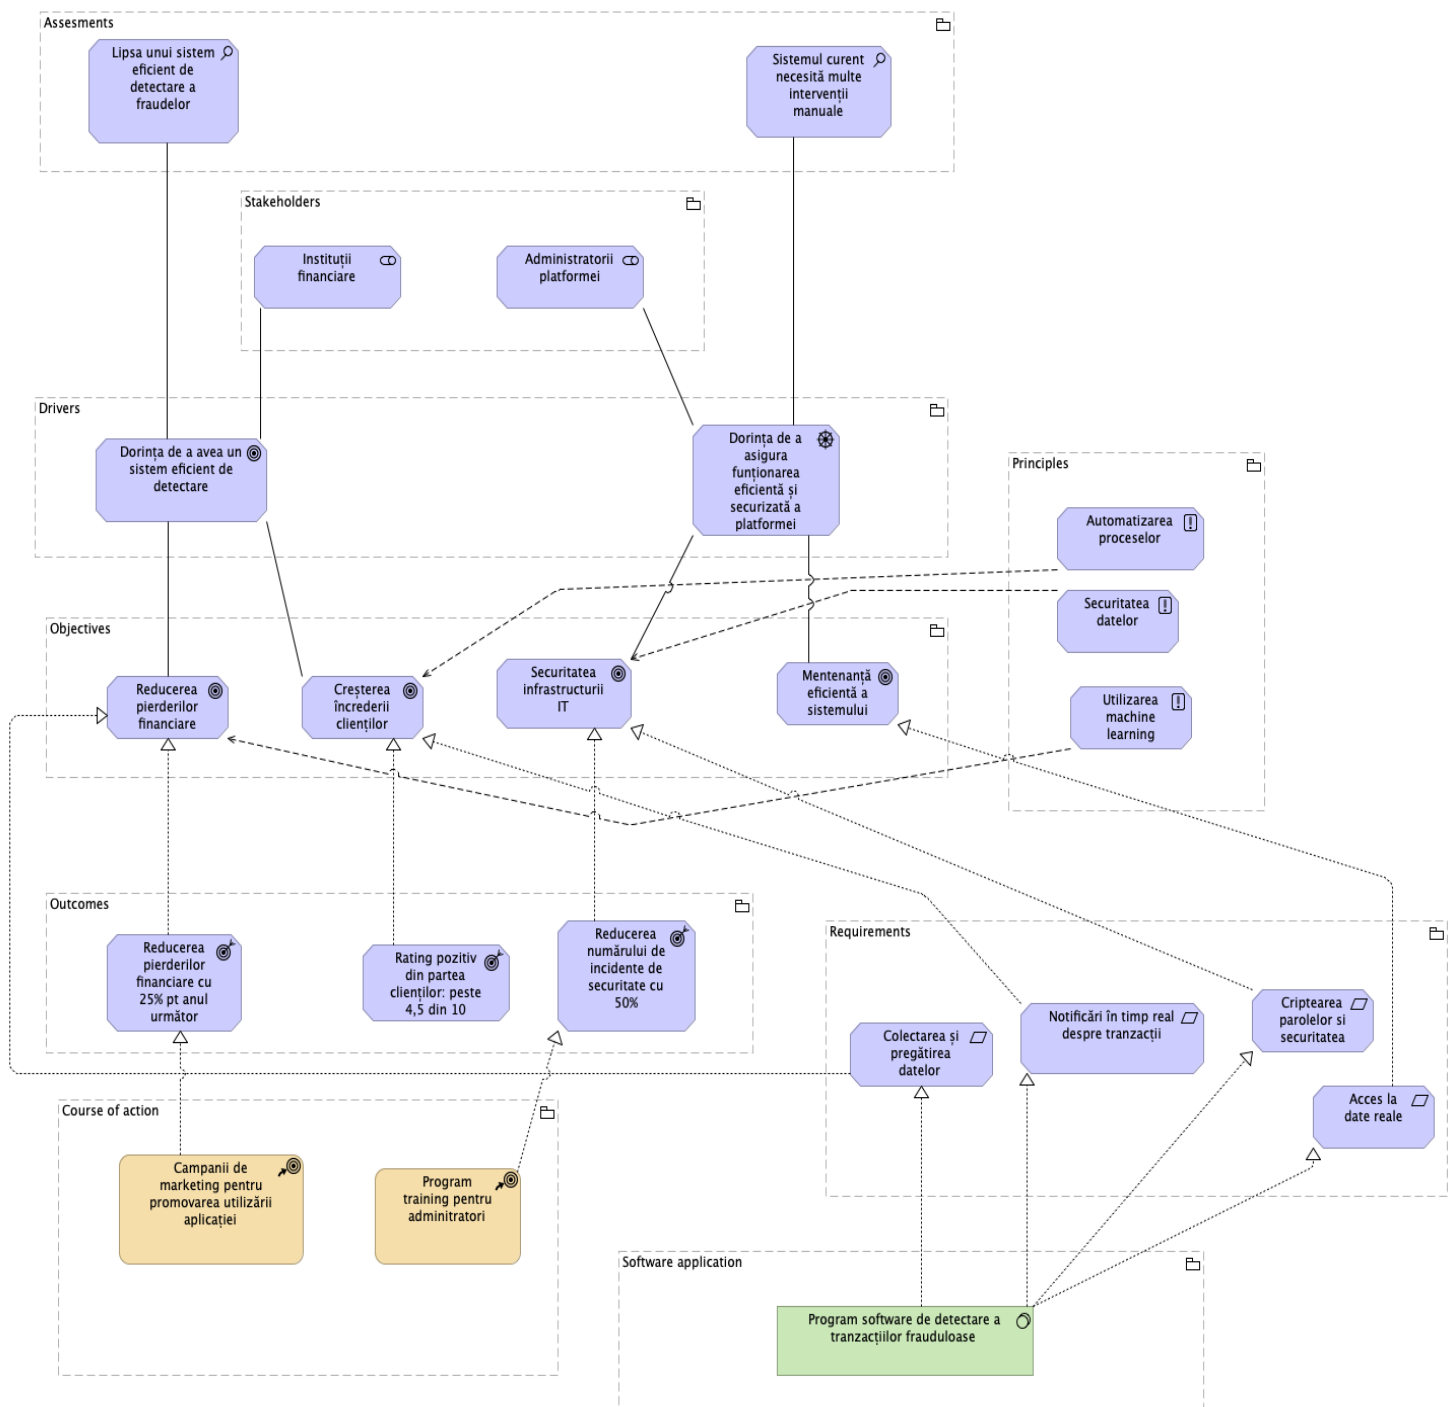 Assesments
Lipsa unui sistem
eficient de
detectare a
fraudelor
Sistemul curent
necesită multe
intervenții
manuale
Stakeholders
Instituții
financiare
Administratorii
platformei
Drivers
Dorința de a avea un
sistem eficient de
detectare
Dorința de a
asigura
funționarea
eficientă și
securizată a
platformei
Principles
Automatizarea
proceselor
Securitatea
datelor
Utilizarea
machine
learning
Objectives
Reducerea
pierderilor
financiare
Creșterea
încrederii
clienților
Securitatea
infrastructurii
IT
Mentenanță
eficientă a
sistemului
Outcomes
Reducerea
pierderilor
financiare cu
25% pt anul
următor
Rating pozitiv
din partea
clienților: peste
4,5 din 10
Reducerea
numărului de
incidente de
securitate cu
50%
Requirements
Colectarea și
pregătirea
datelor
Notificări în timp real
despre tranzacții
Criptearea
parolelor si
securitatea
Acces la
date reale
Course of action
Campanii de
marketing pentru
promovarea utilizării
aplicației
Program
training pentru
adminitratori
Software application
Program software de detectare a
tranzacțiilor frauduloase